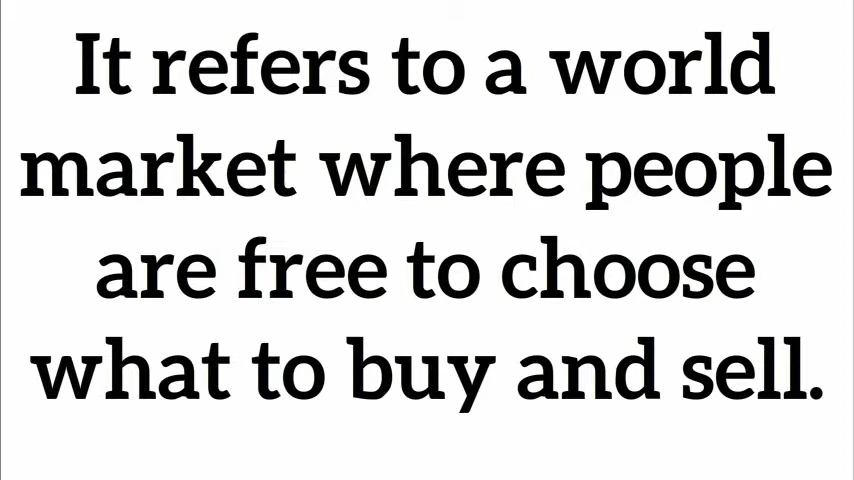 It refers to a world
market where people
are free to choose
what to buy and sell.